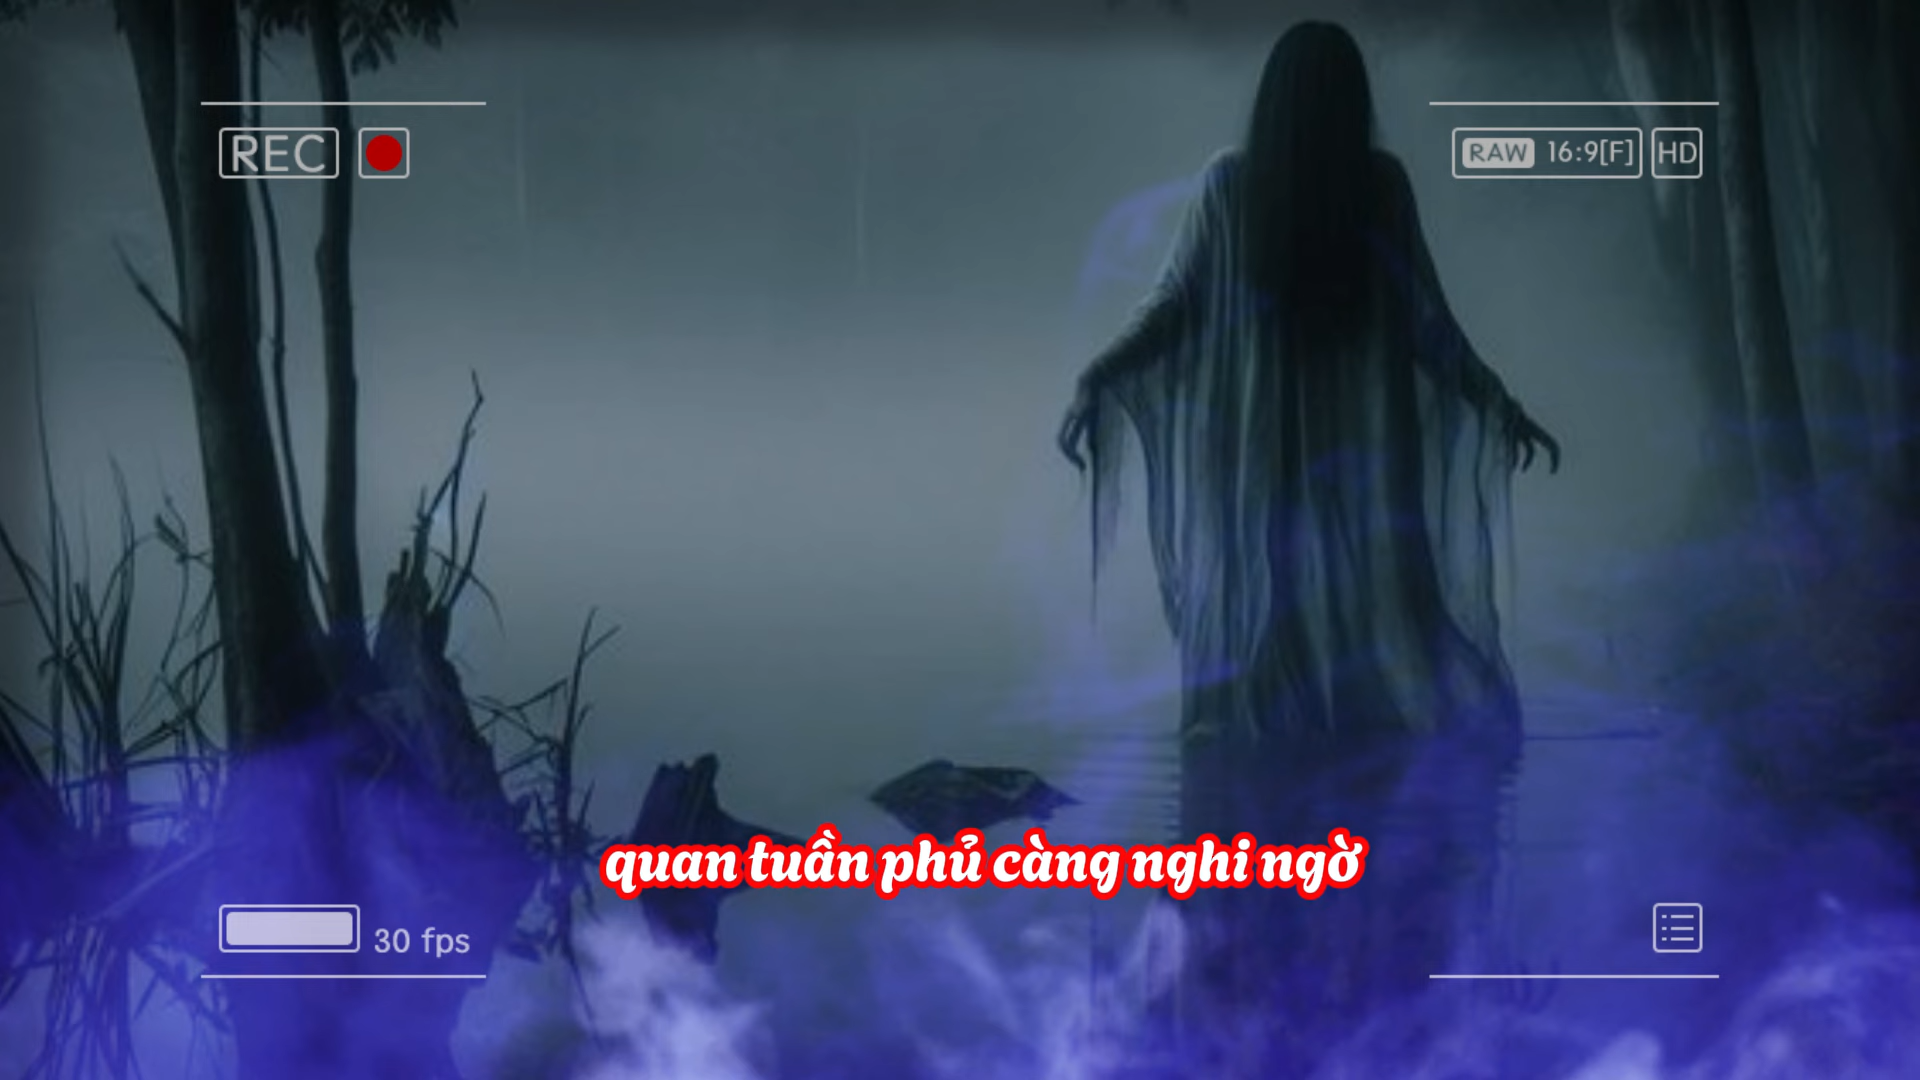 REC
RAW 16:9[F] HD
quan tuần phủ càng nghi ngờ
30 fps